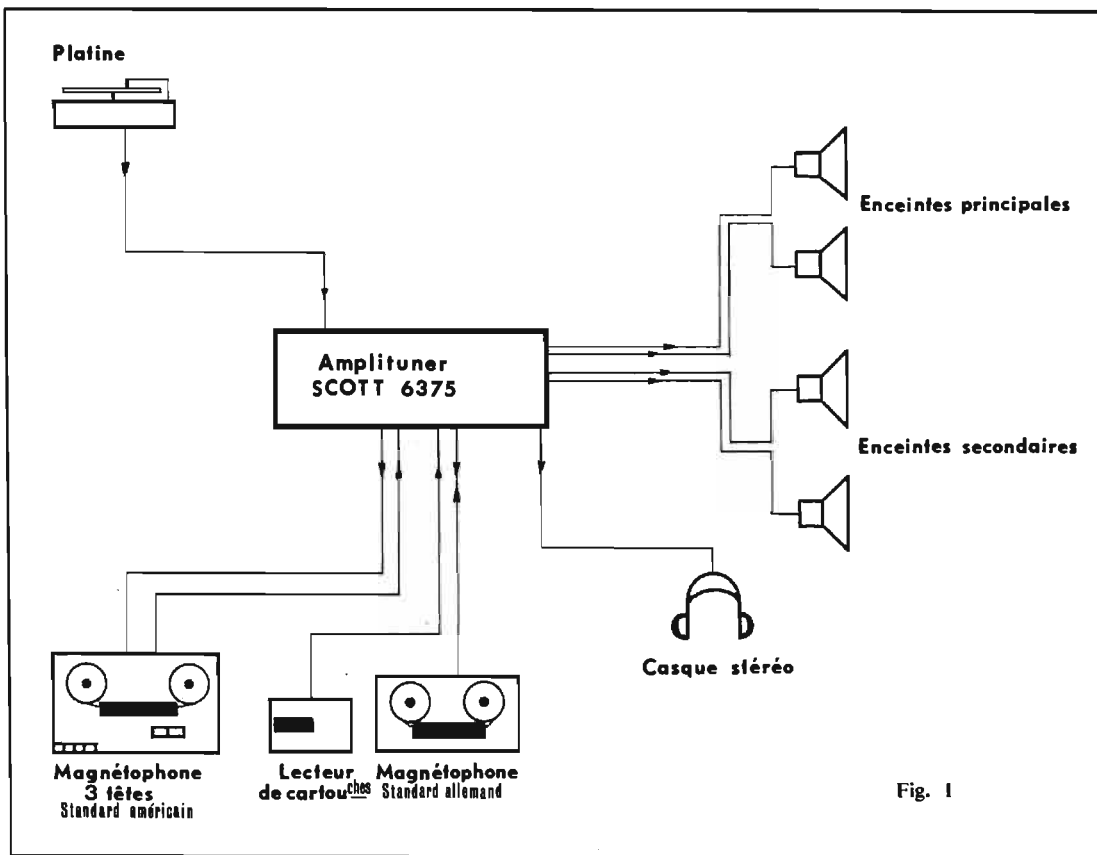 Platine
Enceintes principales
Amplituner
SCOTT 6375
Enceintes secondaires
Casque stéréo
Magnétophone
3 têtes
Standard américain
Lecteur
de cartouches
Magnétophone
Standard allemand
Fig. 1